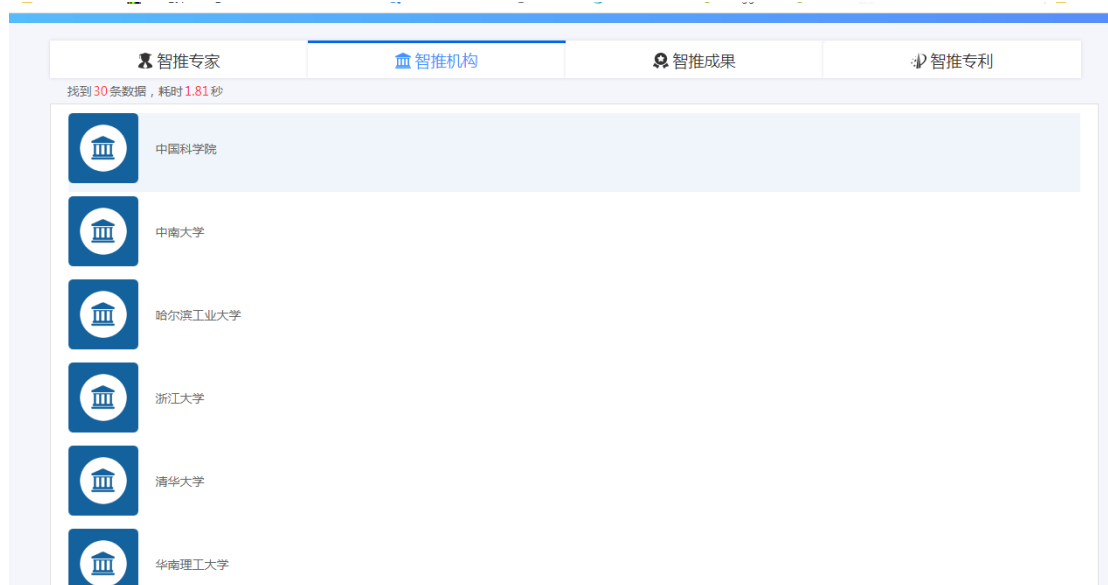 智推专家 智推机构 智推成果 智推专利
找到30条数据，耗时1.81秒
中国科学院
中南大学
哈尔滨工业大学
浙江大学
清华大学
华南理工大学